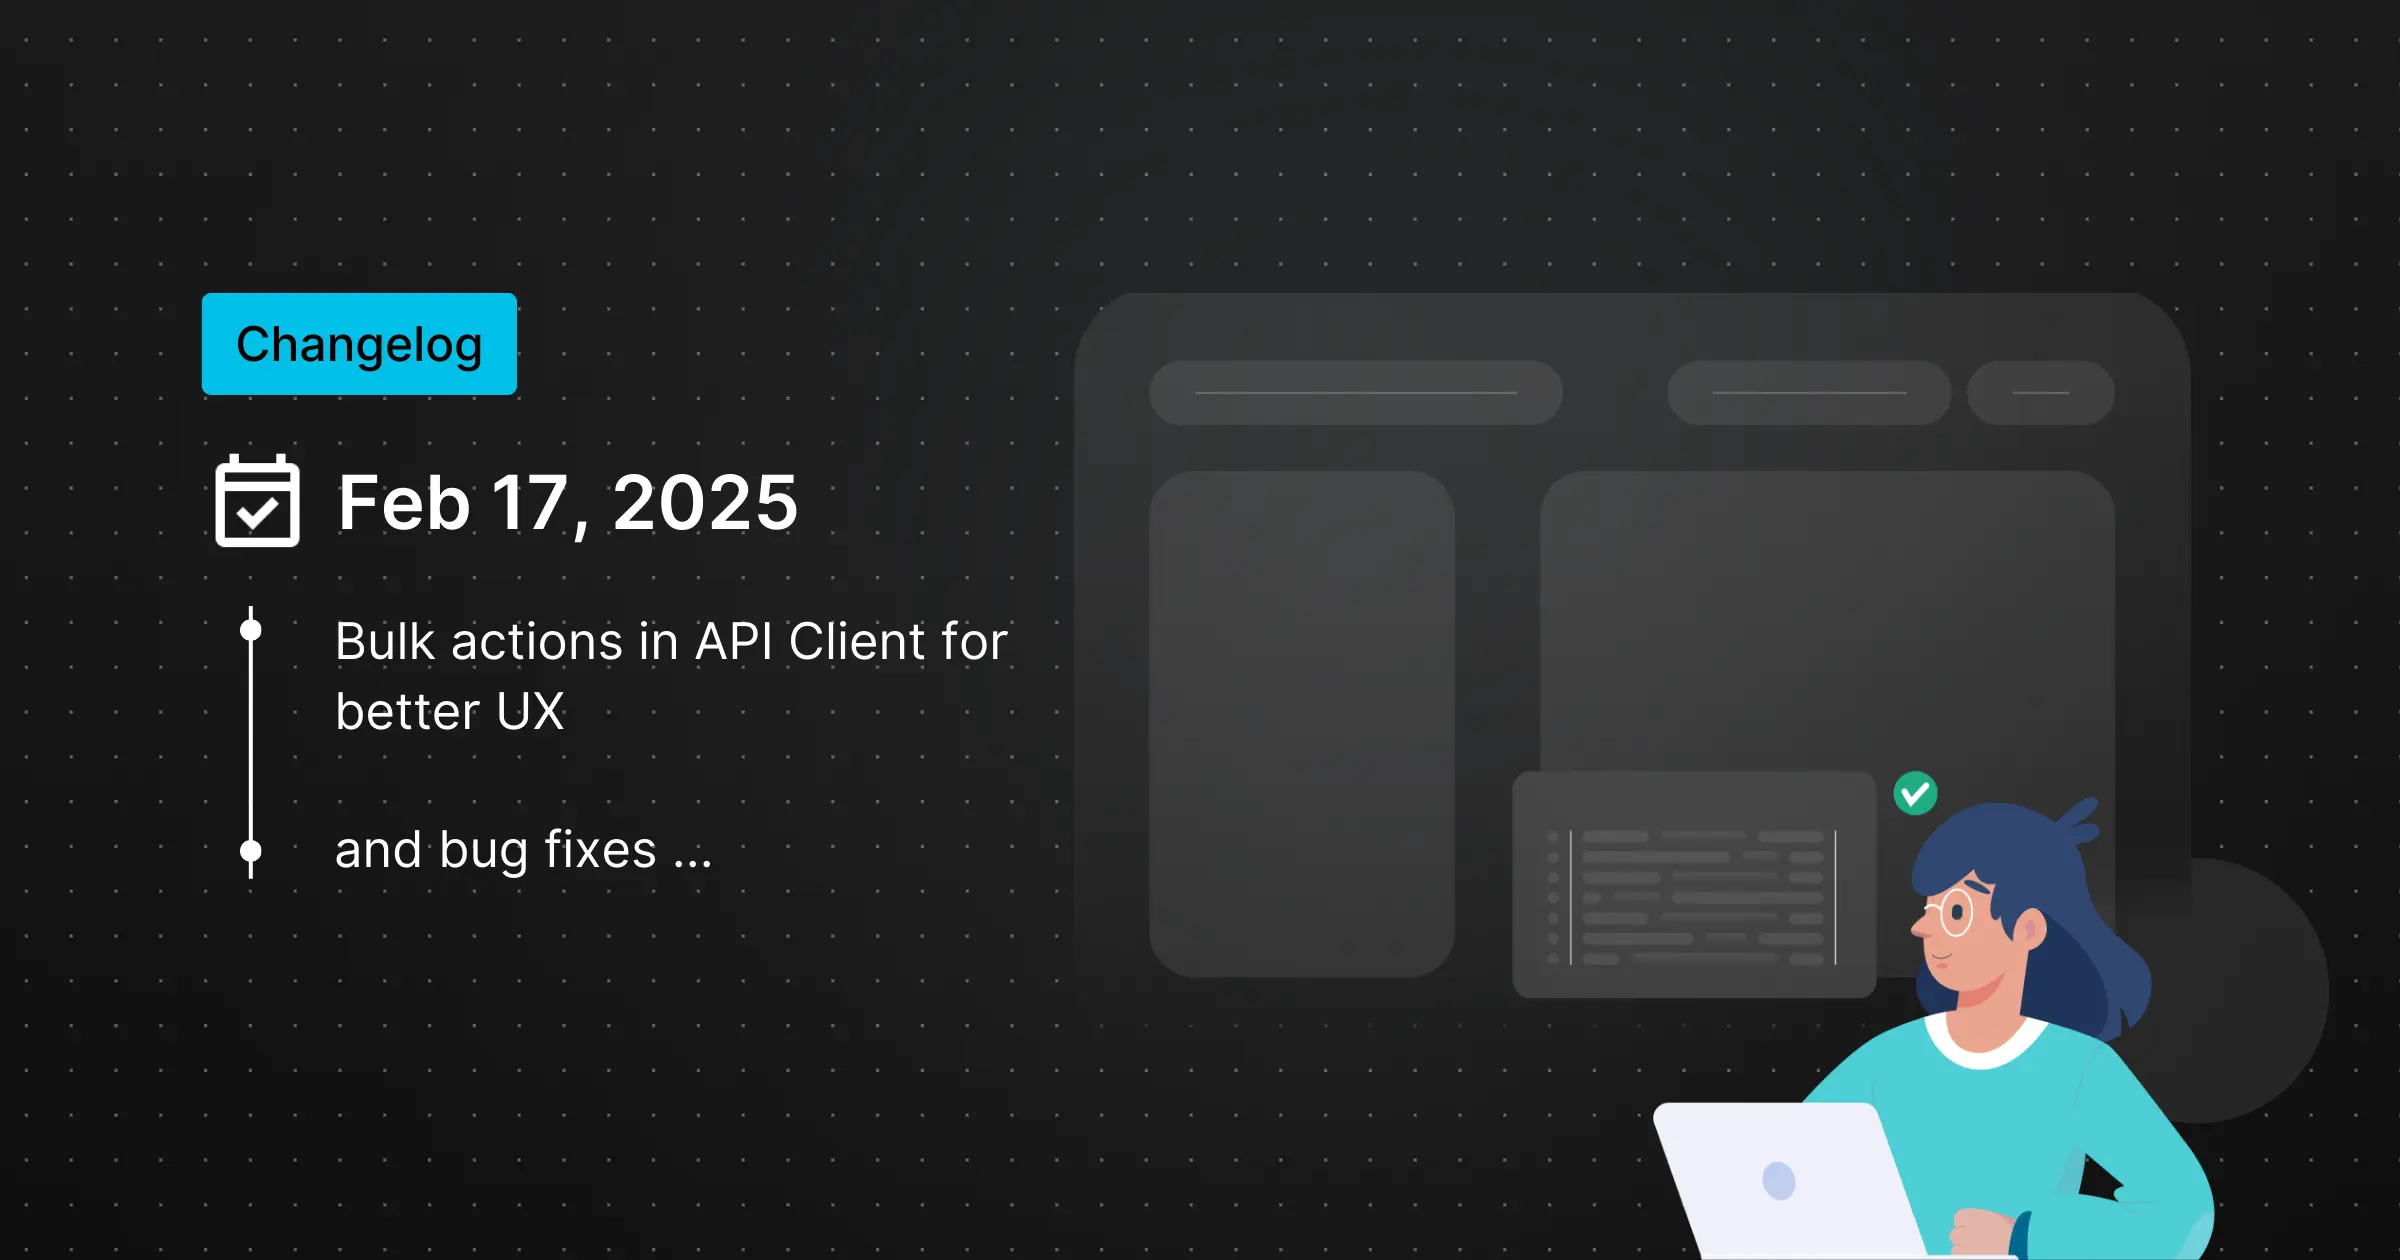 Changelog
Feb 17, 2025
Bulk actions in API Client for
better UX
and bug fixes ...